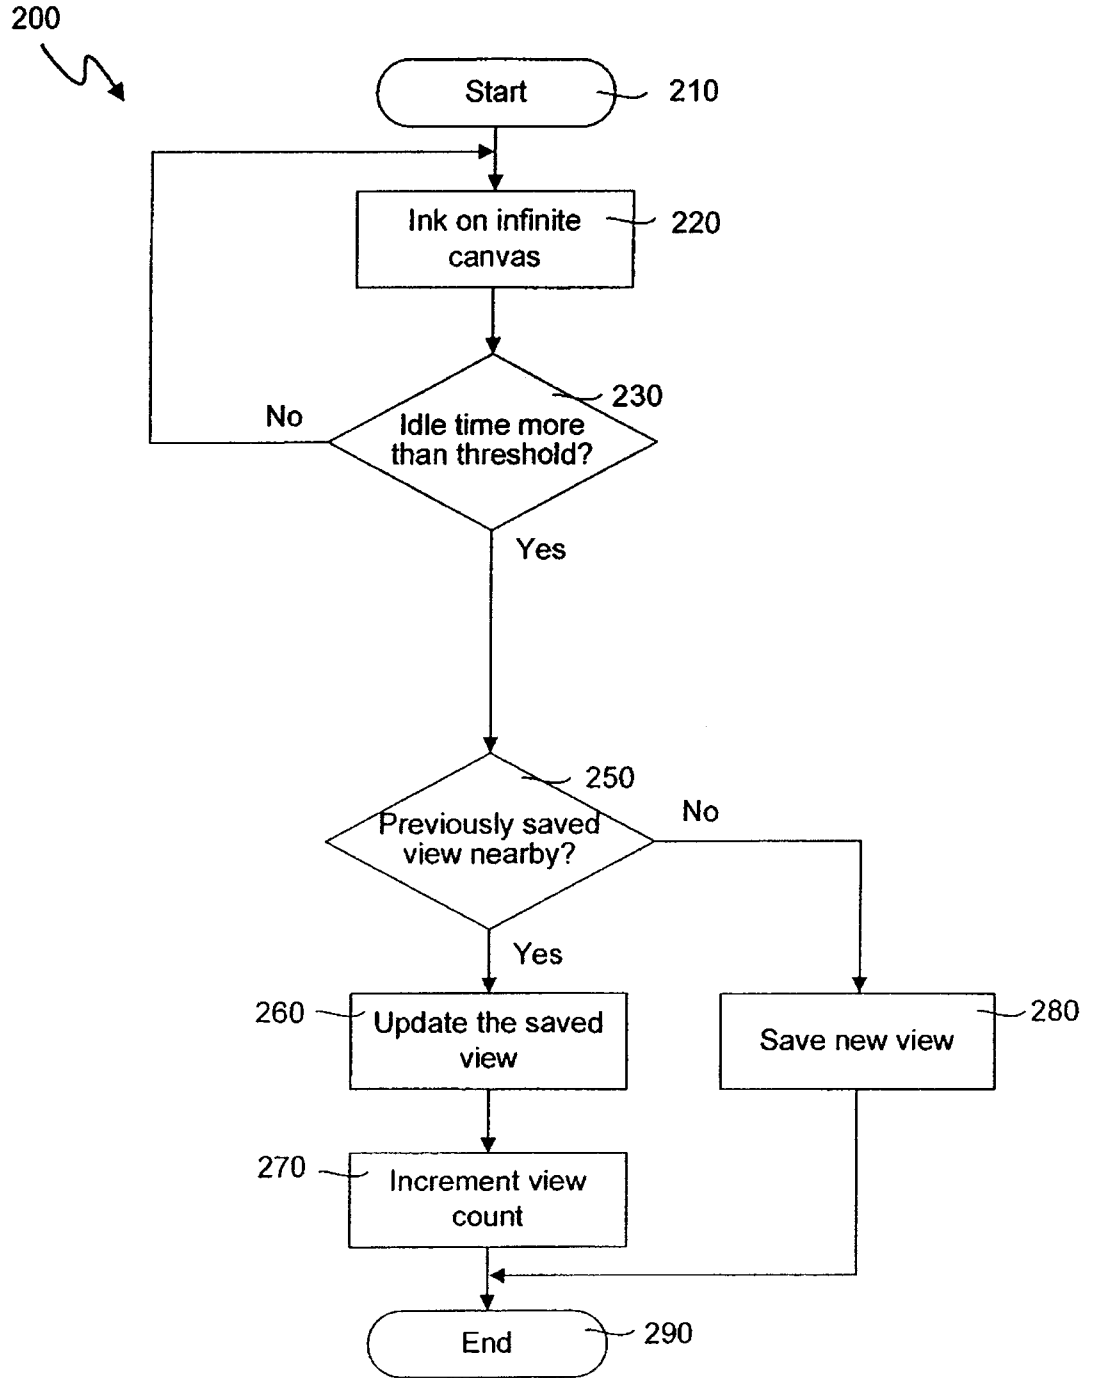 200
Start
210
Ink on infinite
canvas
220
230
Idle time more
than threshold?
No
Yes
250
Previously saved
view nearby?
No
Yes
260
Update the saved
view
280
Save new view
270
Increment view
count
End
290